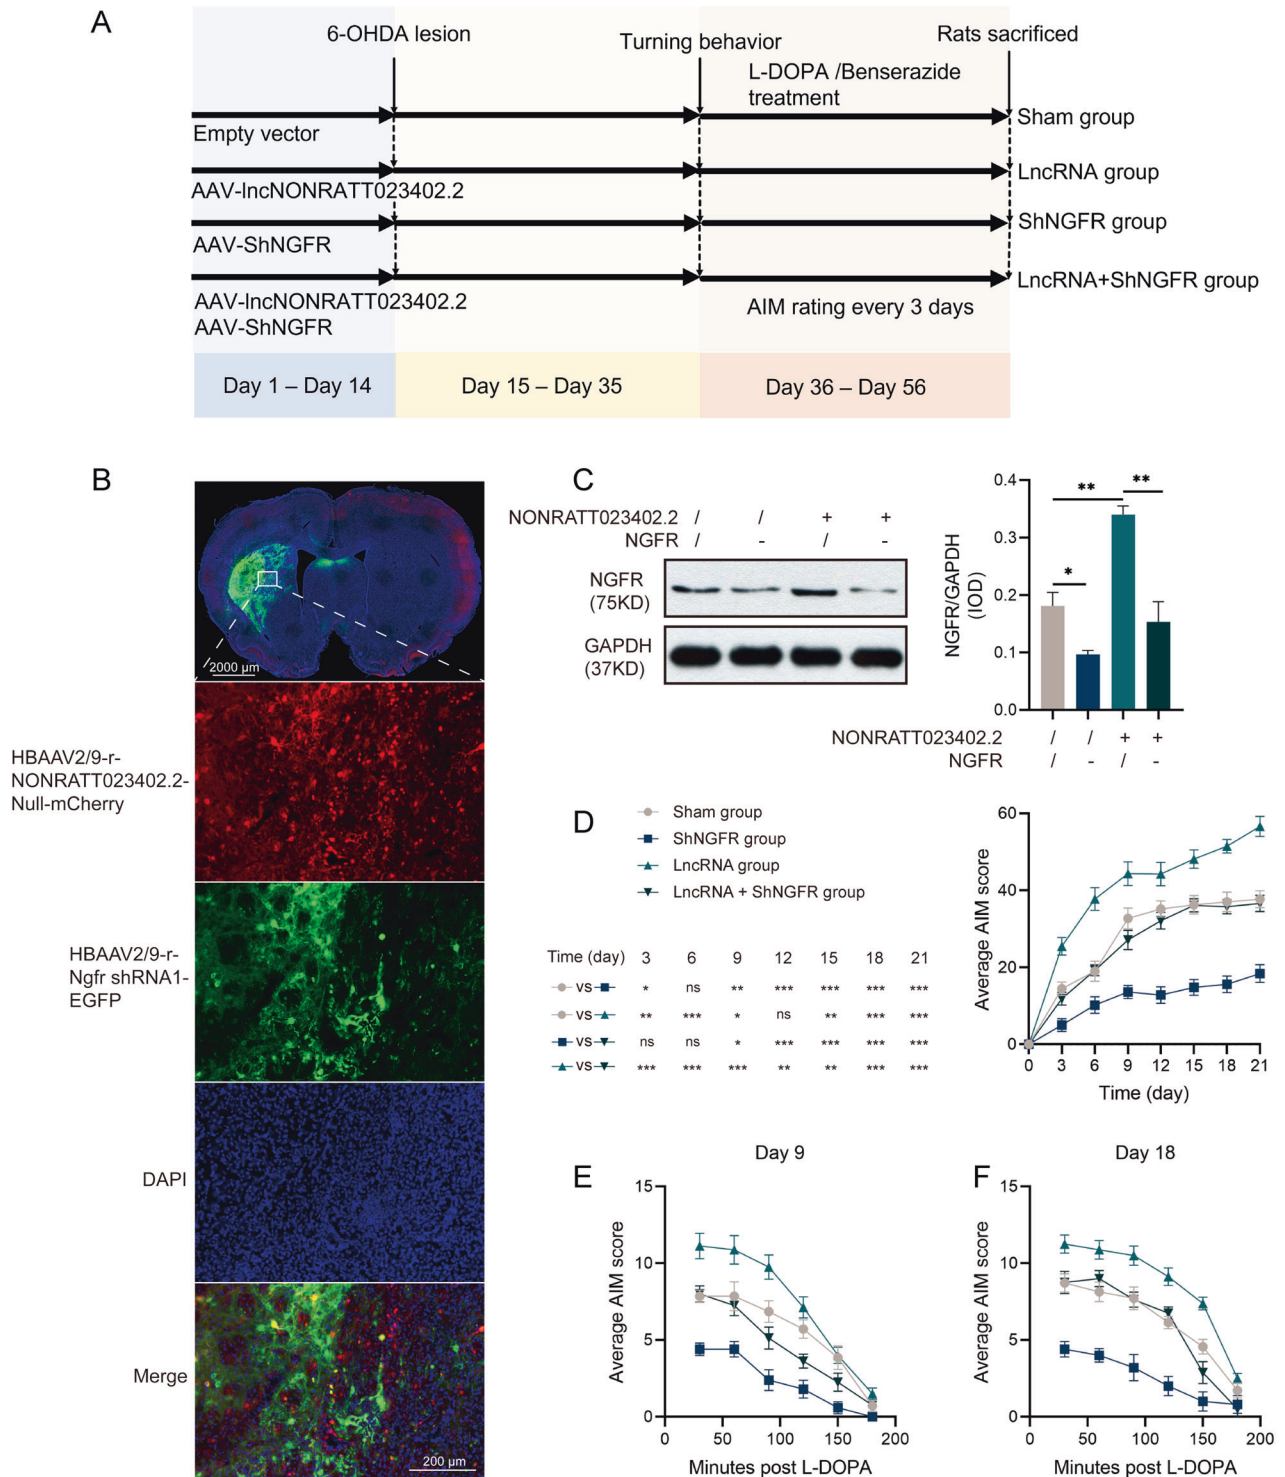 A
6-OHDA lesion
Turning behavior
Rats sacrificed
L-DOPA /Benserazide
treatment
Empty vector
Sham group
AAV-lncNONRATT023402.2
LncRNA group
AAV-ShNGFR
ShNGFR group
AAV-lncNONRATT023402.2
AAV-ShNGFR
LncRNA+ShNGFR group
AIM rating every 3 days
Day 1 – Day 14
Day 15 – Day 35
Day 36 – Day 56
B
2000 µm
HBAAV2/9-r-
NONRATT023402.2-
Null-mCherry
HBAAV2/9-r-
Ngfr shRNA1-
EGFP
DAPI
Merge
200 µm
C
NONRATT023402.2 / / + +
NGFR / - / -
NGFR
(75KD)
GAPDH
(37KD)
NGFR/GAPDH
(IOD)
0.4
0.3
0.2
0.1
0.0
** **
*
NONRATT023402.2 / / + +
NGFR / - / -
D
Sham group
ShNGFR group
LncRNA group
LncRNA + ShNGFR group
Time (day) 3 6 9 12 15 18 21
vs * ns ** *** *** *** ***
vs ** *** * ns ** *** ***
vs ns ns * *** *** *** ***
vs *** *** *** ** ** *** ***
Average AIM score
60
40
20
0
0 3 6 9 12 15 18 21
Time (day)
E
Day 9
Average AIM score
15
10
5
0
0 50 100 150 200
Minutes post L-DOPA
F
Day 18
Average AIM score
15
10
5
0
0 50 100 150 200
Minutes post L-DOPA